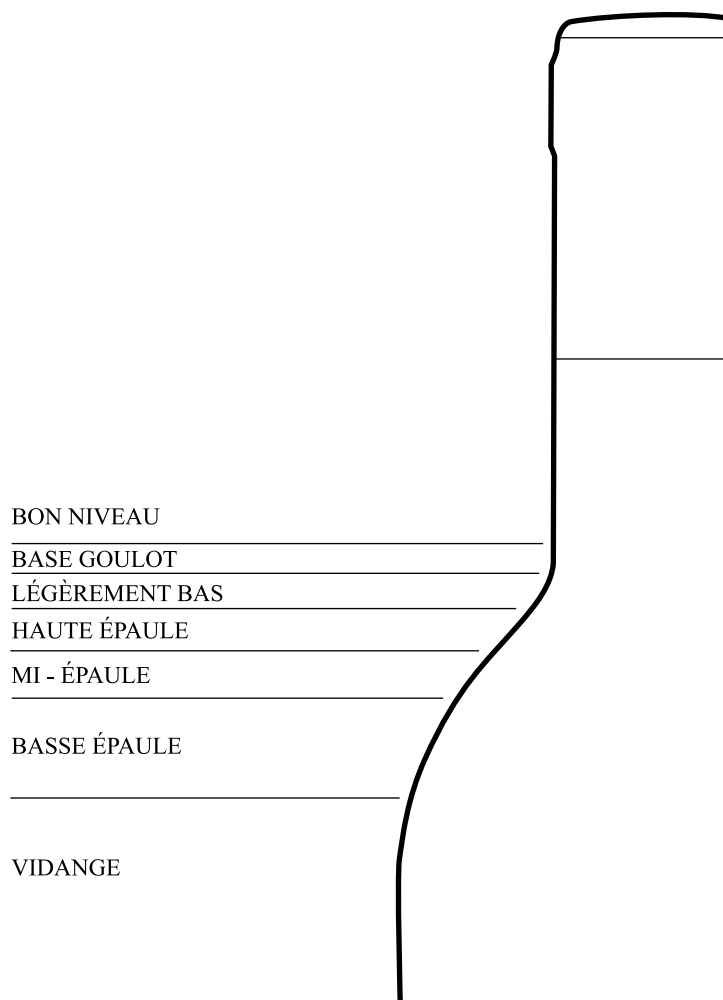 BON NIVEAU
BASE GOULOT
LÉGÈREMENT BAS
HAUTE ÉPAULE
MI - ÉPAULE
BASSE ÉPAULE
VIDANGE